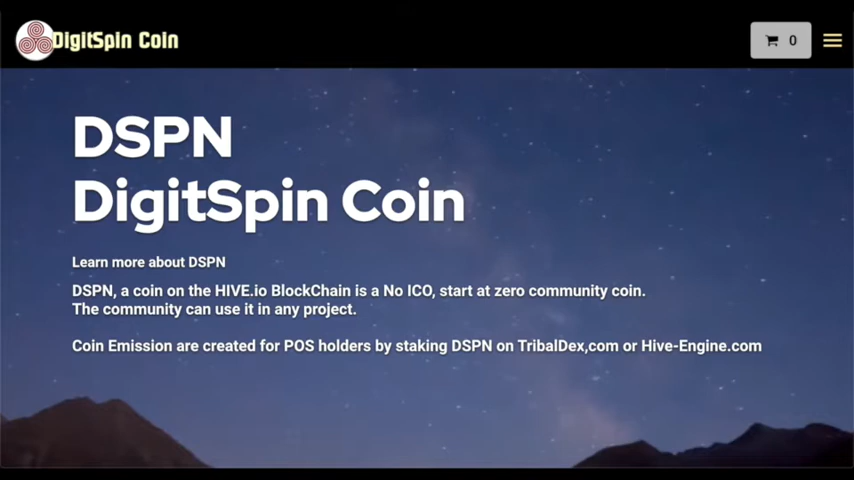 DigitSpin Coin
0
DSPN
DigitSpin Coin
Learn more about DSPN
DSPN, a coin on the HIVE.io BlockChain is a No ICO, start at zero community coin.
The community can use it in any project.
Coin Emission are created for POS holders by staking DSPN on TribalDex,com or Hive-Engine.com